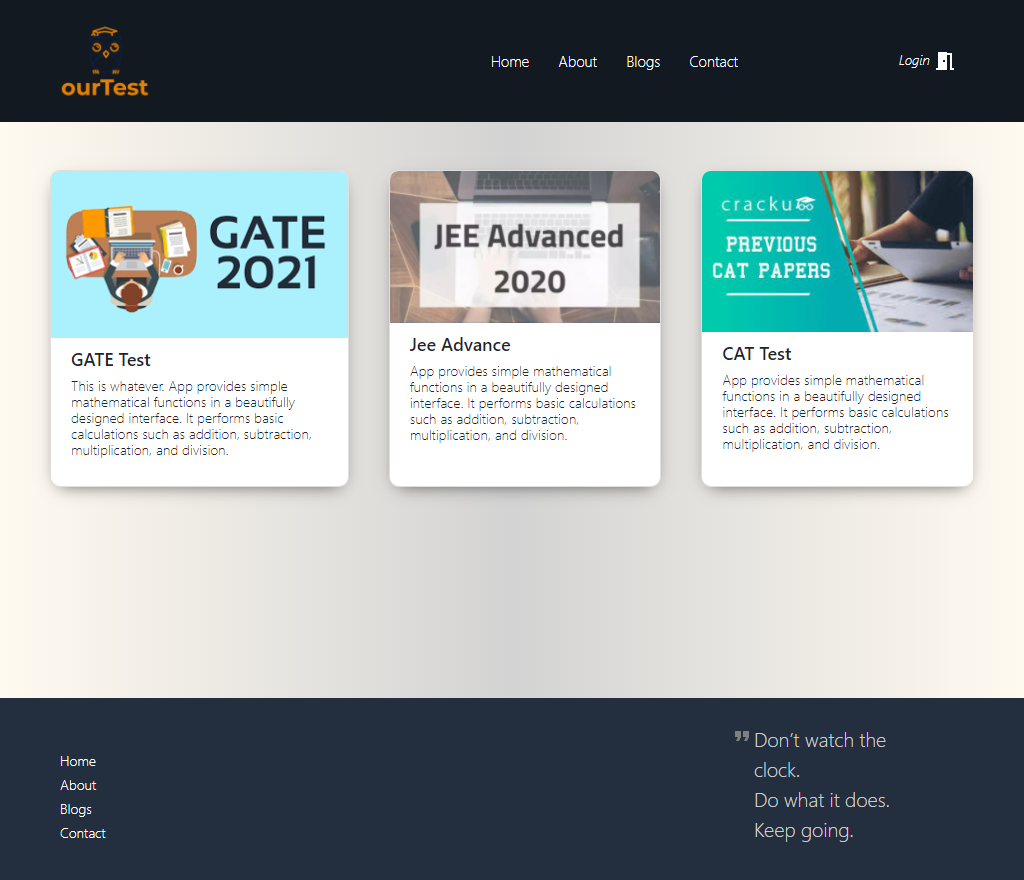 ourTest
Home About Blogs Contact
Login
GATE
2021
GATE Test
This is whatever. App provides simple
mathematical functions in a beautifully
designed interface. It performs basic
calculations such as addition, subtraction,
multiplication, and division.
JEE Advanced
2020
Jee Advance
App provides simple mathematical
functions in a beautifully designed
interface. It performs basic calculations
such as addition, subtraction,
multiplication, and division.
cracku
PREVIOUS
CAT PAPERS
CAT Test
App provides simple mathematical
functions in a beautifully designed
interface. It performs basic calculations
such as addition, subtraction,
multiplication, and division.
Home
About
Blogs
Contact
Don’t watch the
clock.
Do what it does.
Keep going.